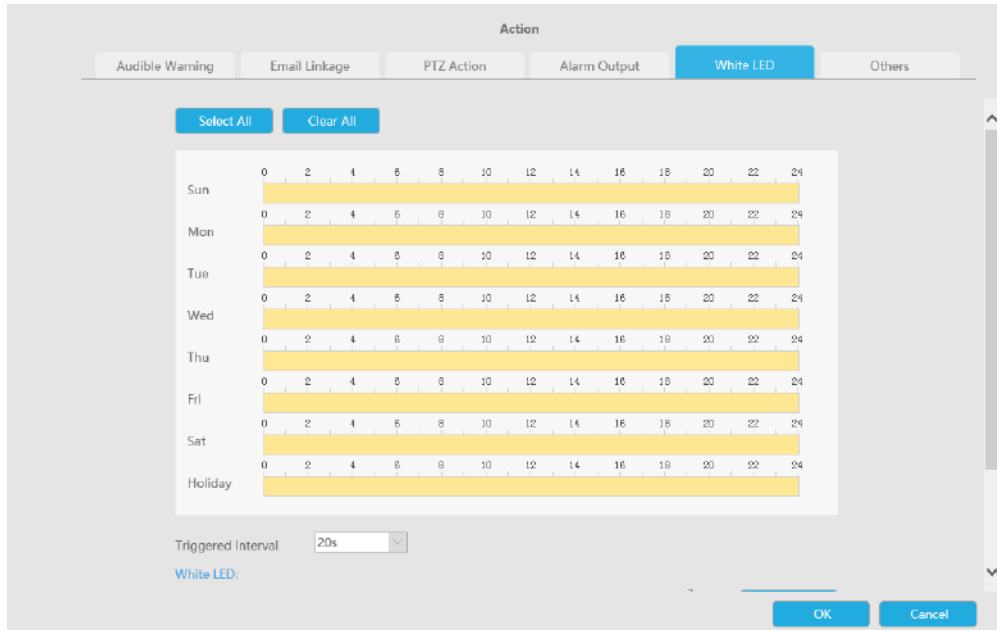 Action
Audible Warning Email Linkage PTZ Action Alarm Output White LED Others
Select All Clear All
0 2 4 6 8 10 12 14 16 18 20 22 24
Sun
0 2 4 6 8 10 12 14 16 18 20 22 24
Mon
0 2 4 6 8 10 12 14 16 18 20 22 24
Tue
0 2 4 6 8 10 12 14 16 18 20 22 24
Wed
0 2 4 6 8 10 12 14 16 18 20 22 24
Thu
0 2 4 6 8 10 12 14 16 18 20 22 24
Fri
0 2 4 6 8 10 12 14 16 18 20 22 24
Sat
0 2 4 6 8 10 12 14 16 18 20 22 24
Holiday
Triggered Interval 20s
White LED:
OK Cancel